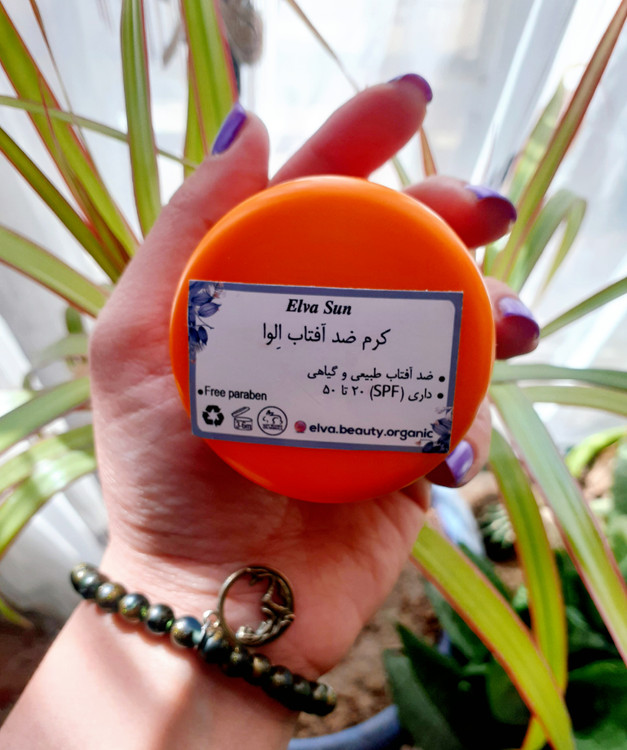 Elva Sun
کرم ضد آفتاب اِلوا
• ضد آفتاب طبیعی و گیاهی
• داری (SPF) ۲۰ تا ۵۰
• Free paraben
elva.beauty.organic